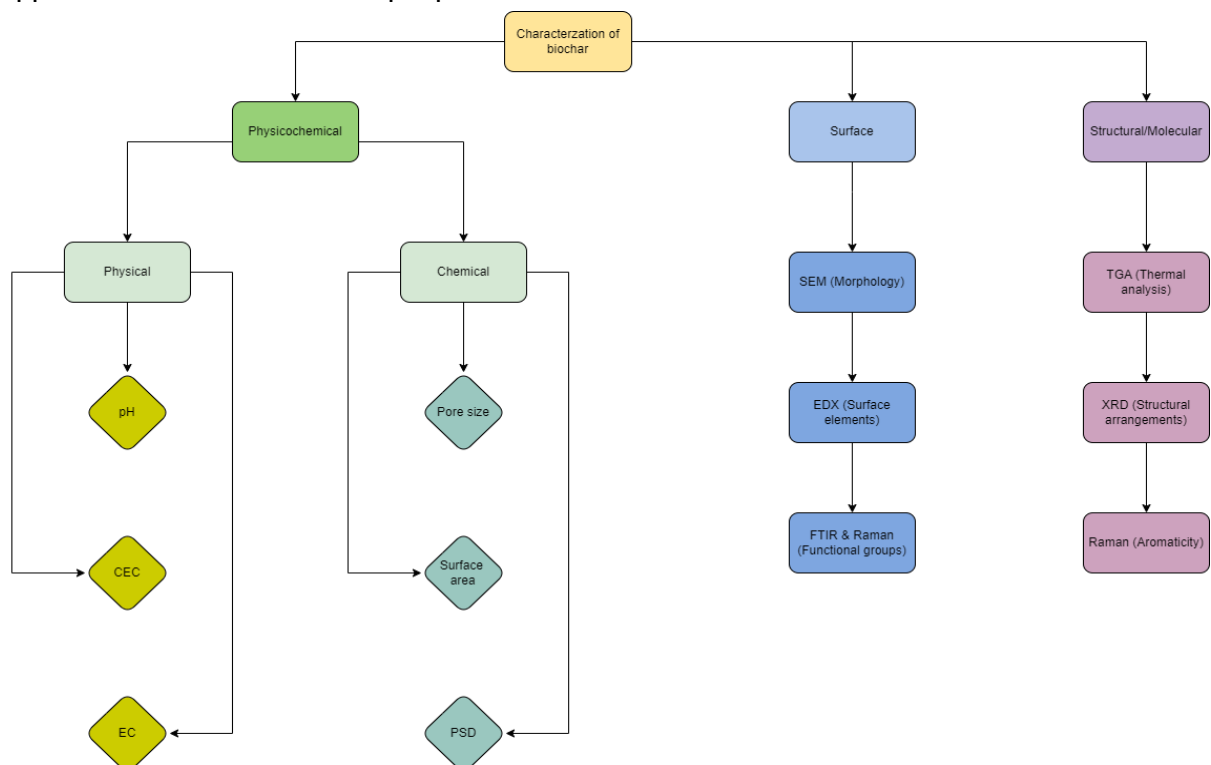 Characterzation of
biochar
Physicochemical
Surface
Structural/Molecular
Physical
Chemical
SEM (Morphology)
TGA (Thermal
analysis)
pH
Pore size
EDX (Surface
elements)
XRD (Structural
arrangements)
CEC
Surface
area
FTIR & Raman
(Functional groups)
Raman (Aromaticity)
EC
PSD